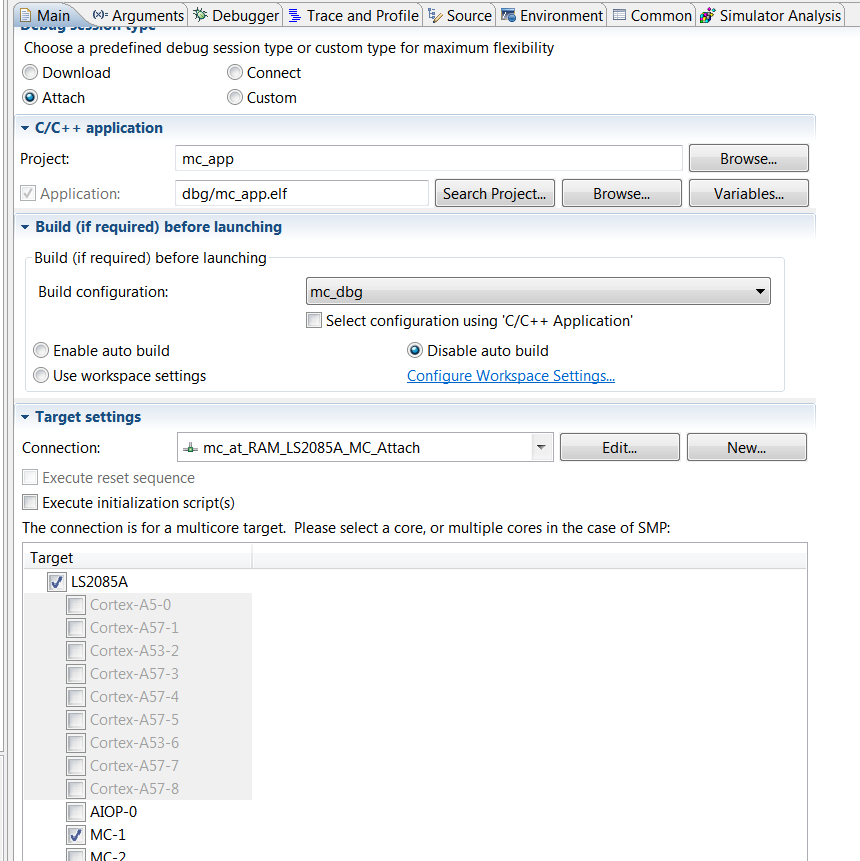 Main (x)= Arguments Debugger Trace and Profile Source Environment Common Simulator Analysis
Debug session type
Choose a predefined debug session type or custom type for maximum flexibility
Download Connect
Attach Custom
C/C++ application
Project: mc_app Browse...
Application: dbg/mc_app.elf Search Project... Browse... Variables...
Build (if required) before launching
Build (if required) before launching
Build configuration: mc_dbg
Select configuration using 'C/C++ Application'
Enable auto build Disable auto build
Use workspace settings Configure Workspace Settings...
Target settings
Connection: mc_at_RAM_LS2085A_MC_Attach Edit... New...
Execute reset sequence
Execute initialization script(s)
The connection is for a multicore target. Please select a core, or multiple cores in the case of SMP:
Target
LS2085A
Cortex-A5-0
Cortex-A57-1
Cortex-A53-2
Cortex-A57-3
Cortex-A57-4
Cortex-A57-5
Cortex-A53-6
Cortex-A57-7
Cortex-A57-8
AIOP-0
MC-1
MC-2